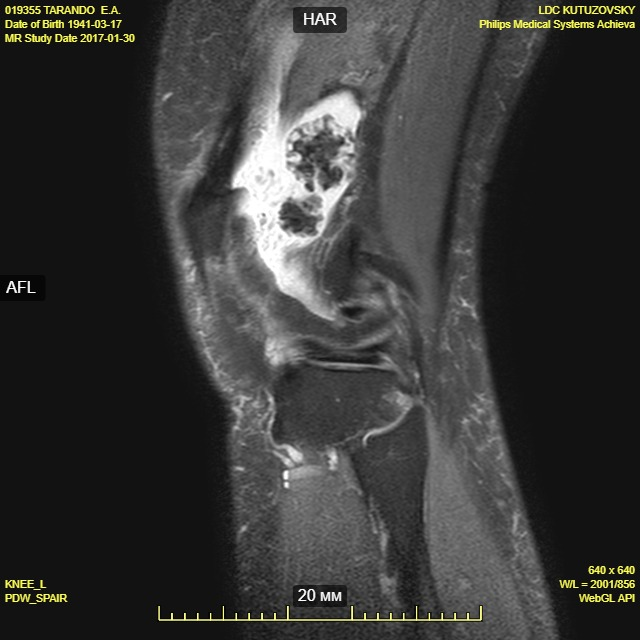 019355 TARANDO E.A.
Date of Birth 1941-03-17
MR Study Date 2017-01-30
HAR
LDC KUTUZOVSKY
Philips Medical Systems Achieva
AFL
KNEE_L
PDW_SPAIR
20 мм
640 x 640
W/L = 2001/856
WebGL API